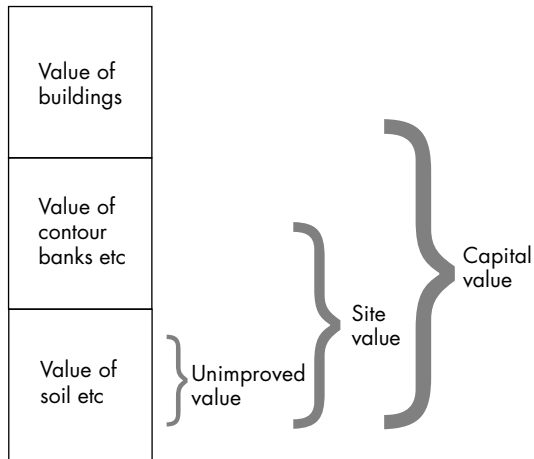 Value of
buildings
Value of
contour
banks etc
Capital
value
Site
value
Value of
soil etc
Unimproved
value